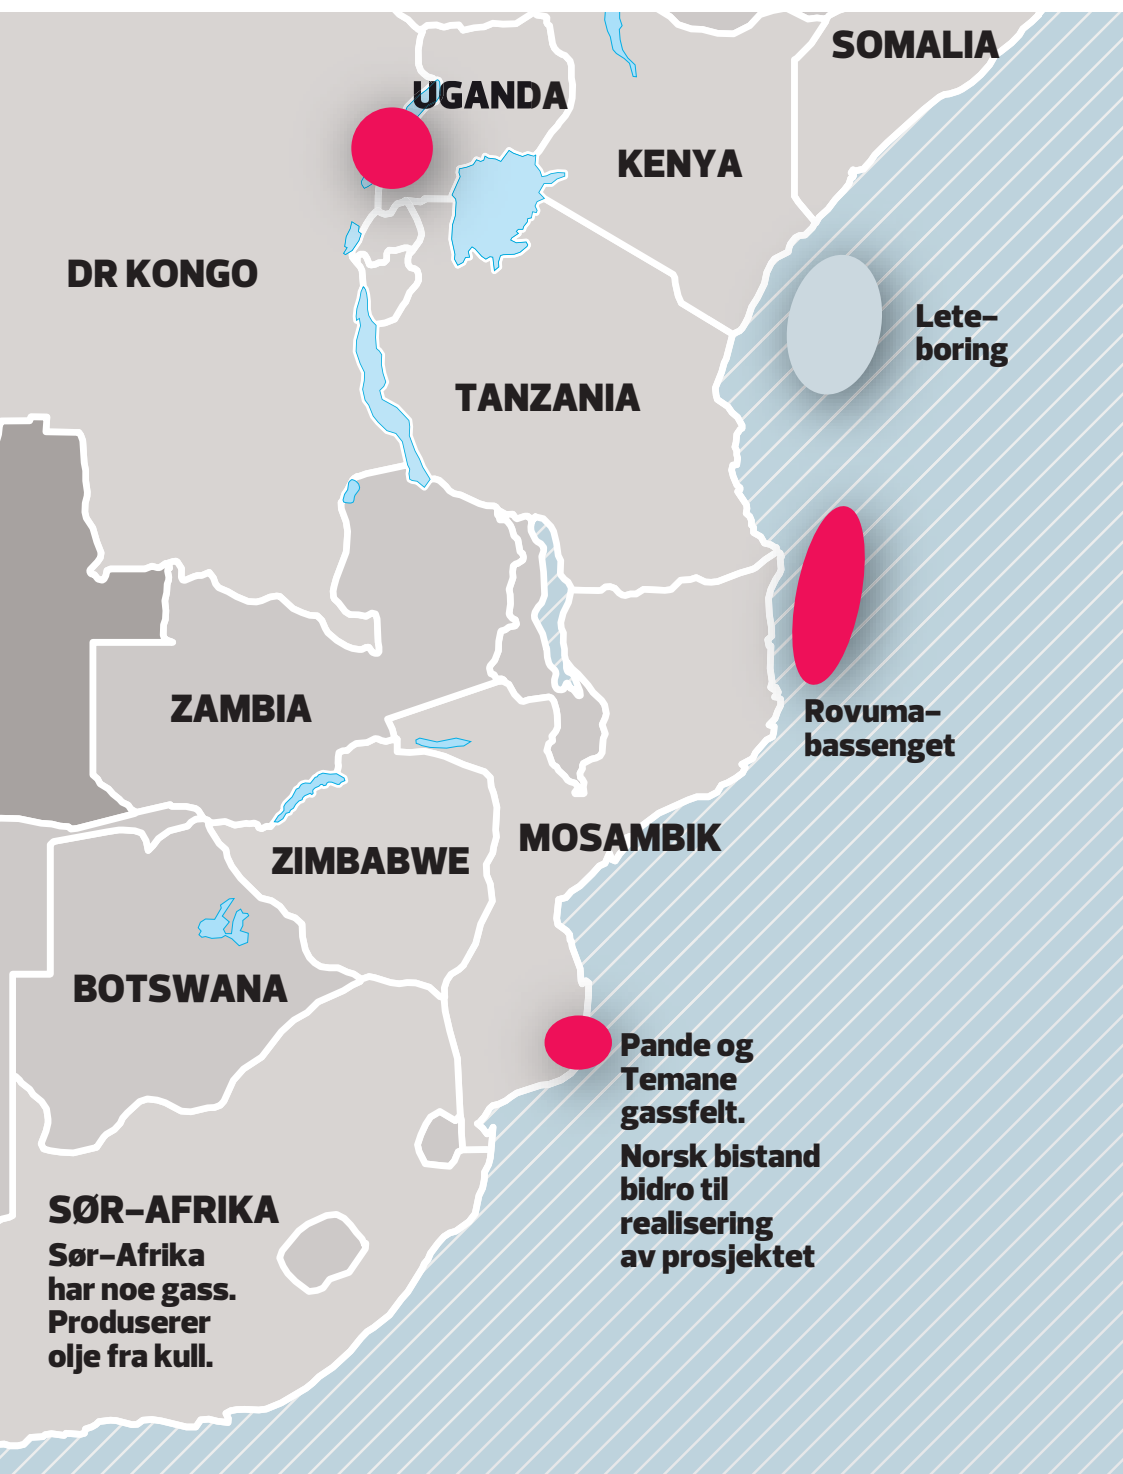 SOMALIA
UGANDA
KENYA
DR KONGO
Lete–
boring
TANZANIA
ZAMBIA
Rovuma–
bassenget
MOSAMBIK
ZIMBABWE
BOTSWANA
Pande og
Temane
gassfelt.
Norsk bistand
bidro til
realisering
av prosjektet
SØR–AFRIKA
Sør–Afrika
har noe gass.
Produserer
olje fra kull.